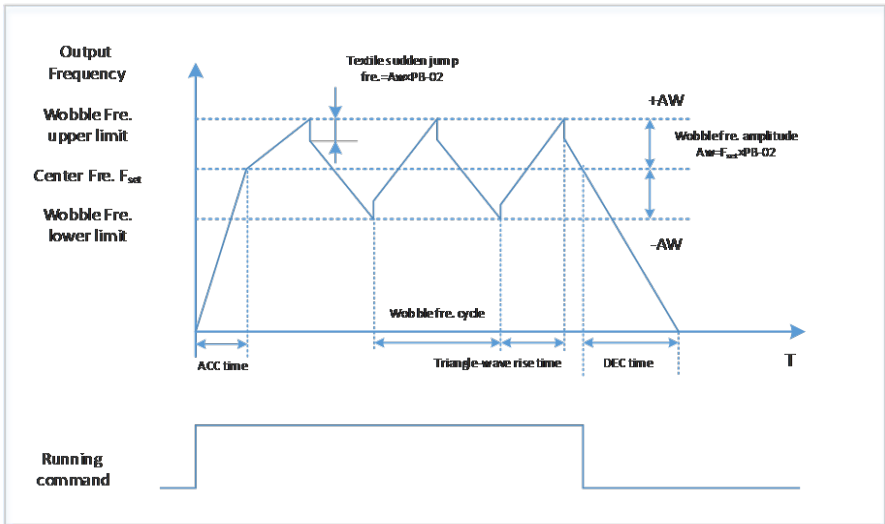 Output
Frequency
Textile sudden jump
fre.=Aw×PB-02
Wobble Fre.
upper limit
+AW
Wobble fre. amplitude
Aw=Fset×PB-02
Center Fre. Fset
Wobble Fre.
lower limit
-AW
Wobble fre. cycle
ACC time
Triangle-wave rise time
DEC time
T
Running
command